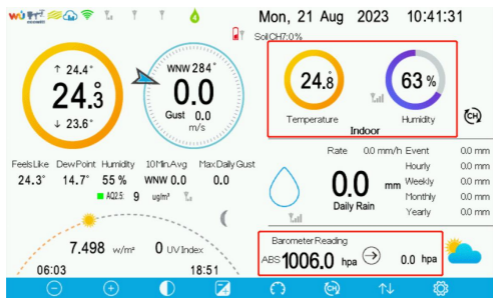 Mon, 21 Aug 2023 10:41:31
Soil CH7:0%
↑ 24.4°
24.3°
↓ 23.6°
WNW 284°
0.0
Gust 0.0
m/s
24.8°
Temperature
63 %
Humidity
Indoor
CH
Feels Like Dew Point Humidity 10Min.Avg Max Daily Gust
24.3° 14.7° 55 % WNW 0.0 0.0
AQ2.5: 9 ug/m³
Rate 0.0 mm/h Event 0.0 mm
Hourly 0.0 mm
0.0 mm Weekly 0.0 mm
Daily Rain
Monthly 0.0 mm
Yearly 0.0 mm
7.498 w/m² 0 UV Index
06:03 18:51
Barometer Reading
ABS 1006.0 hpa 0.0 hpa